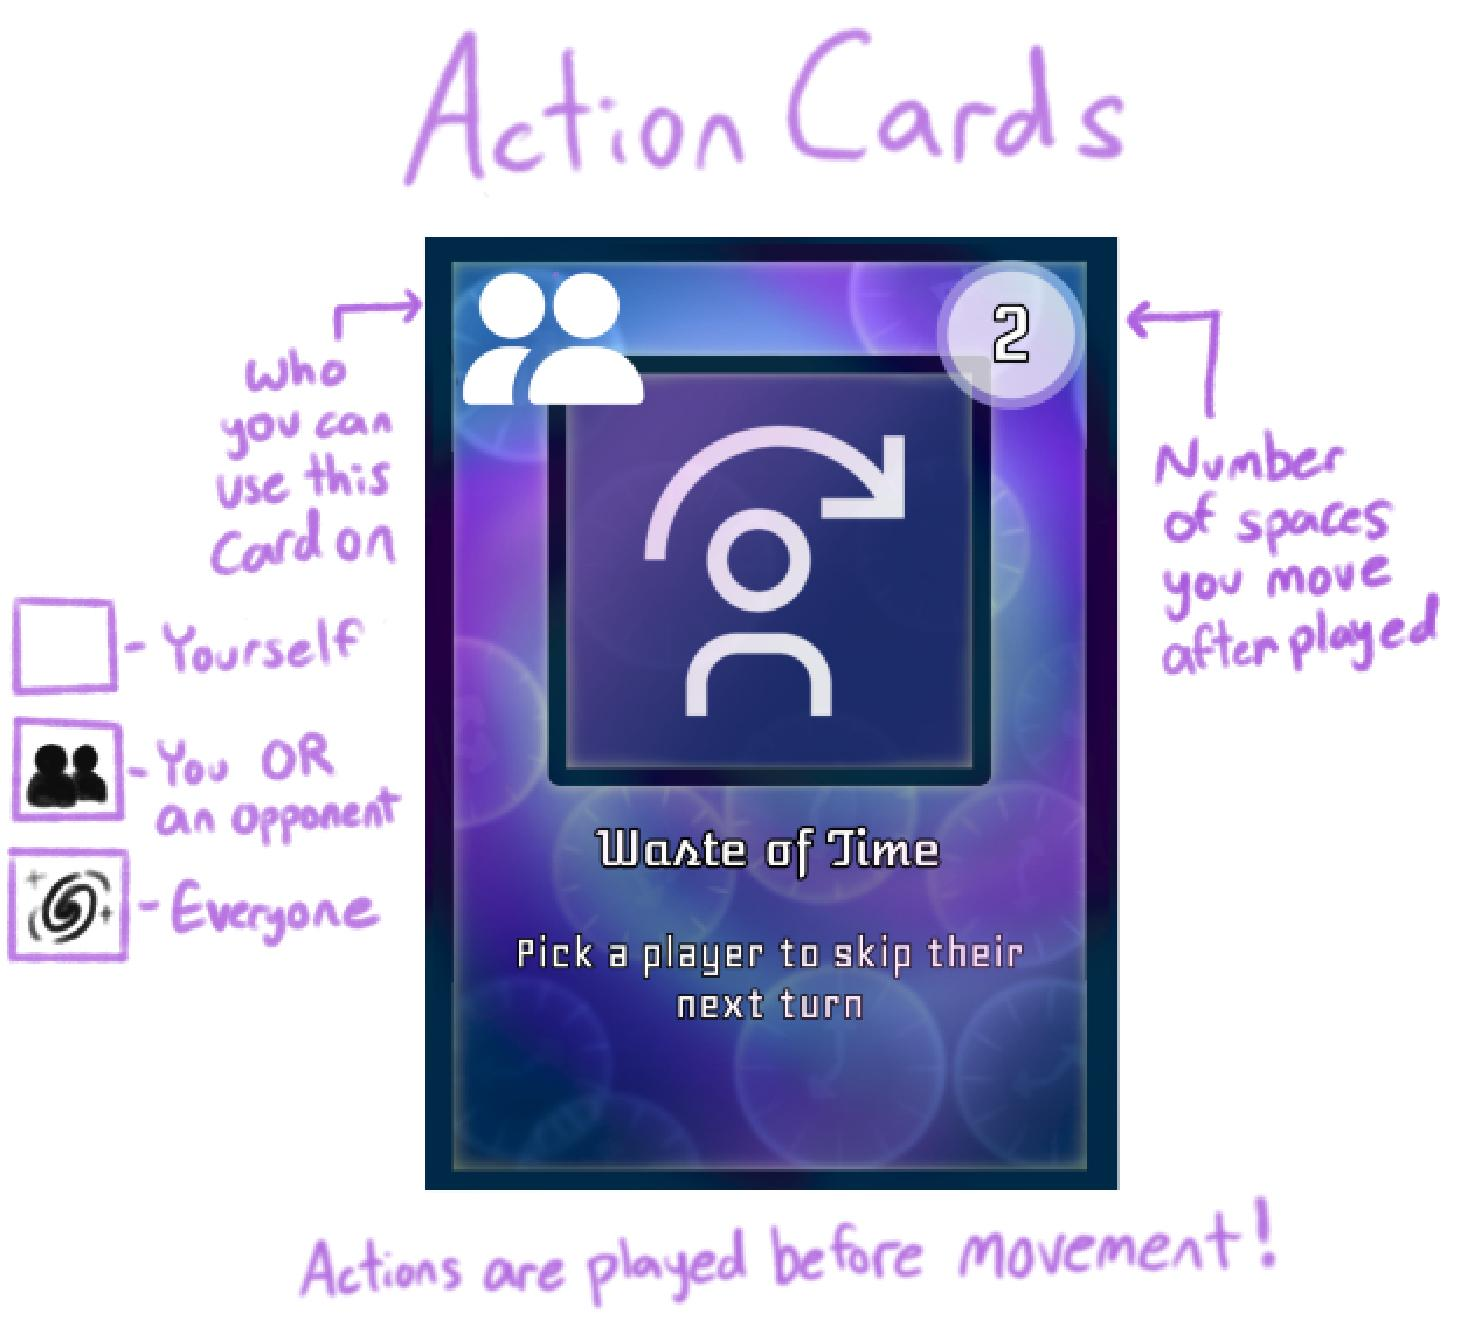 Action Cards
Who
you can
use this
Card on
- Yourself
- You OR
an opponent
- Everyone
2
Number
of spaces
you move
after played
Waste of Time
Pick a player to skip their
next turn
Actions are played before movement!